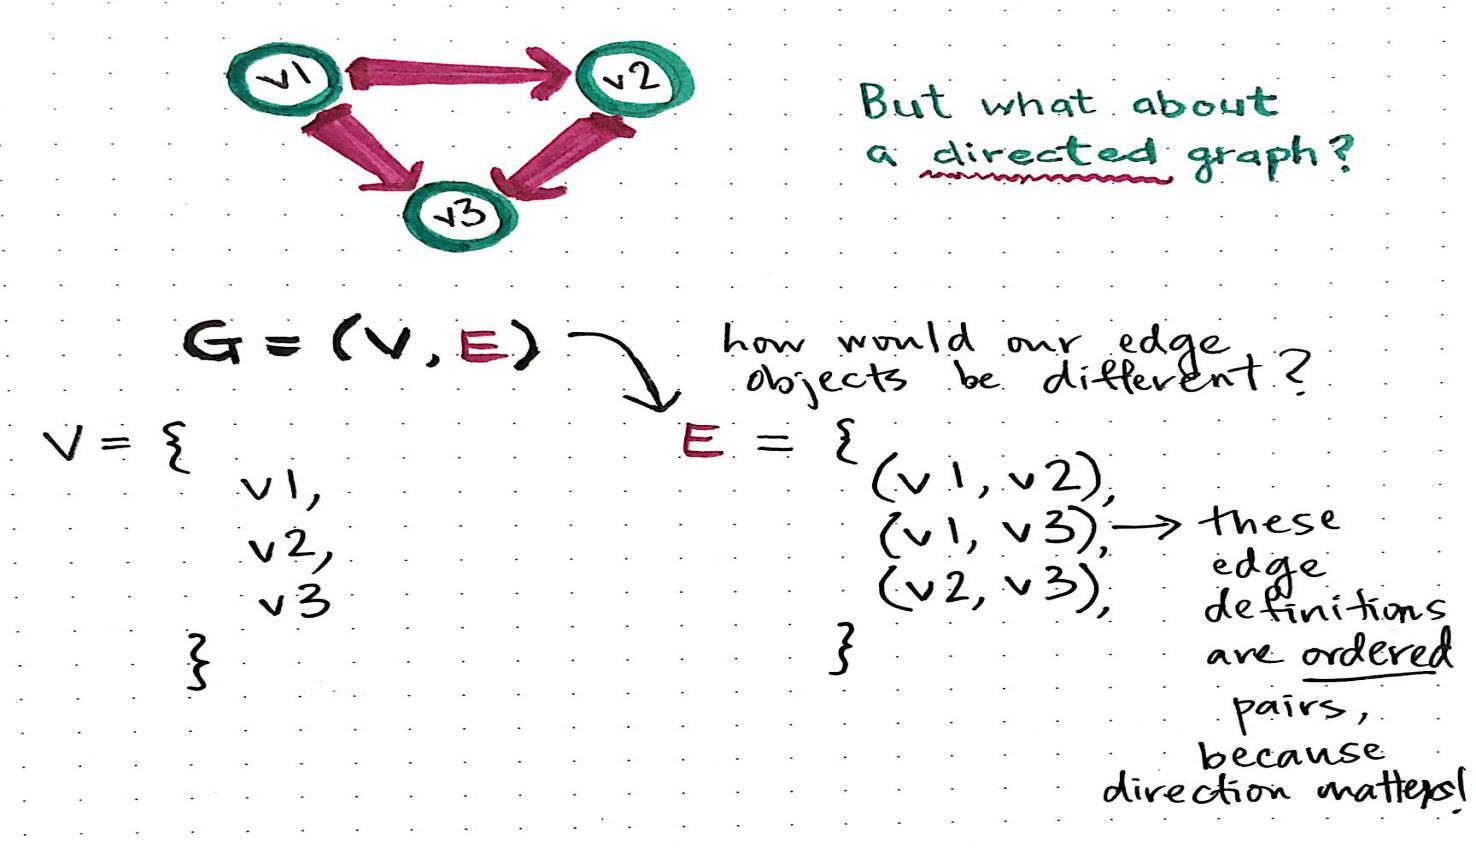 v1
v2
v3
But what about
a directed graph?
G = (V, E)
how would our edge
objects be different?
V = {
v1,
v2,
v3
}
E = {
(v1, v2),
(v1, v3),
(v2, v3),
}
→ these
edge
definitions
are ordered
pairs,
because
direction matters!